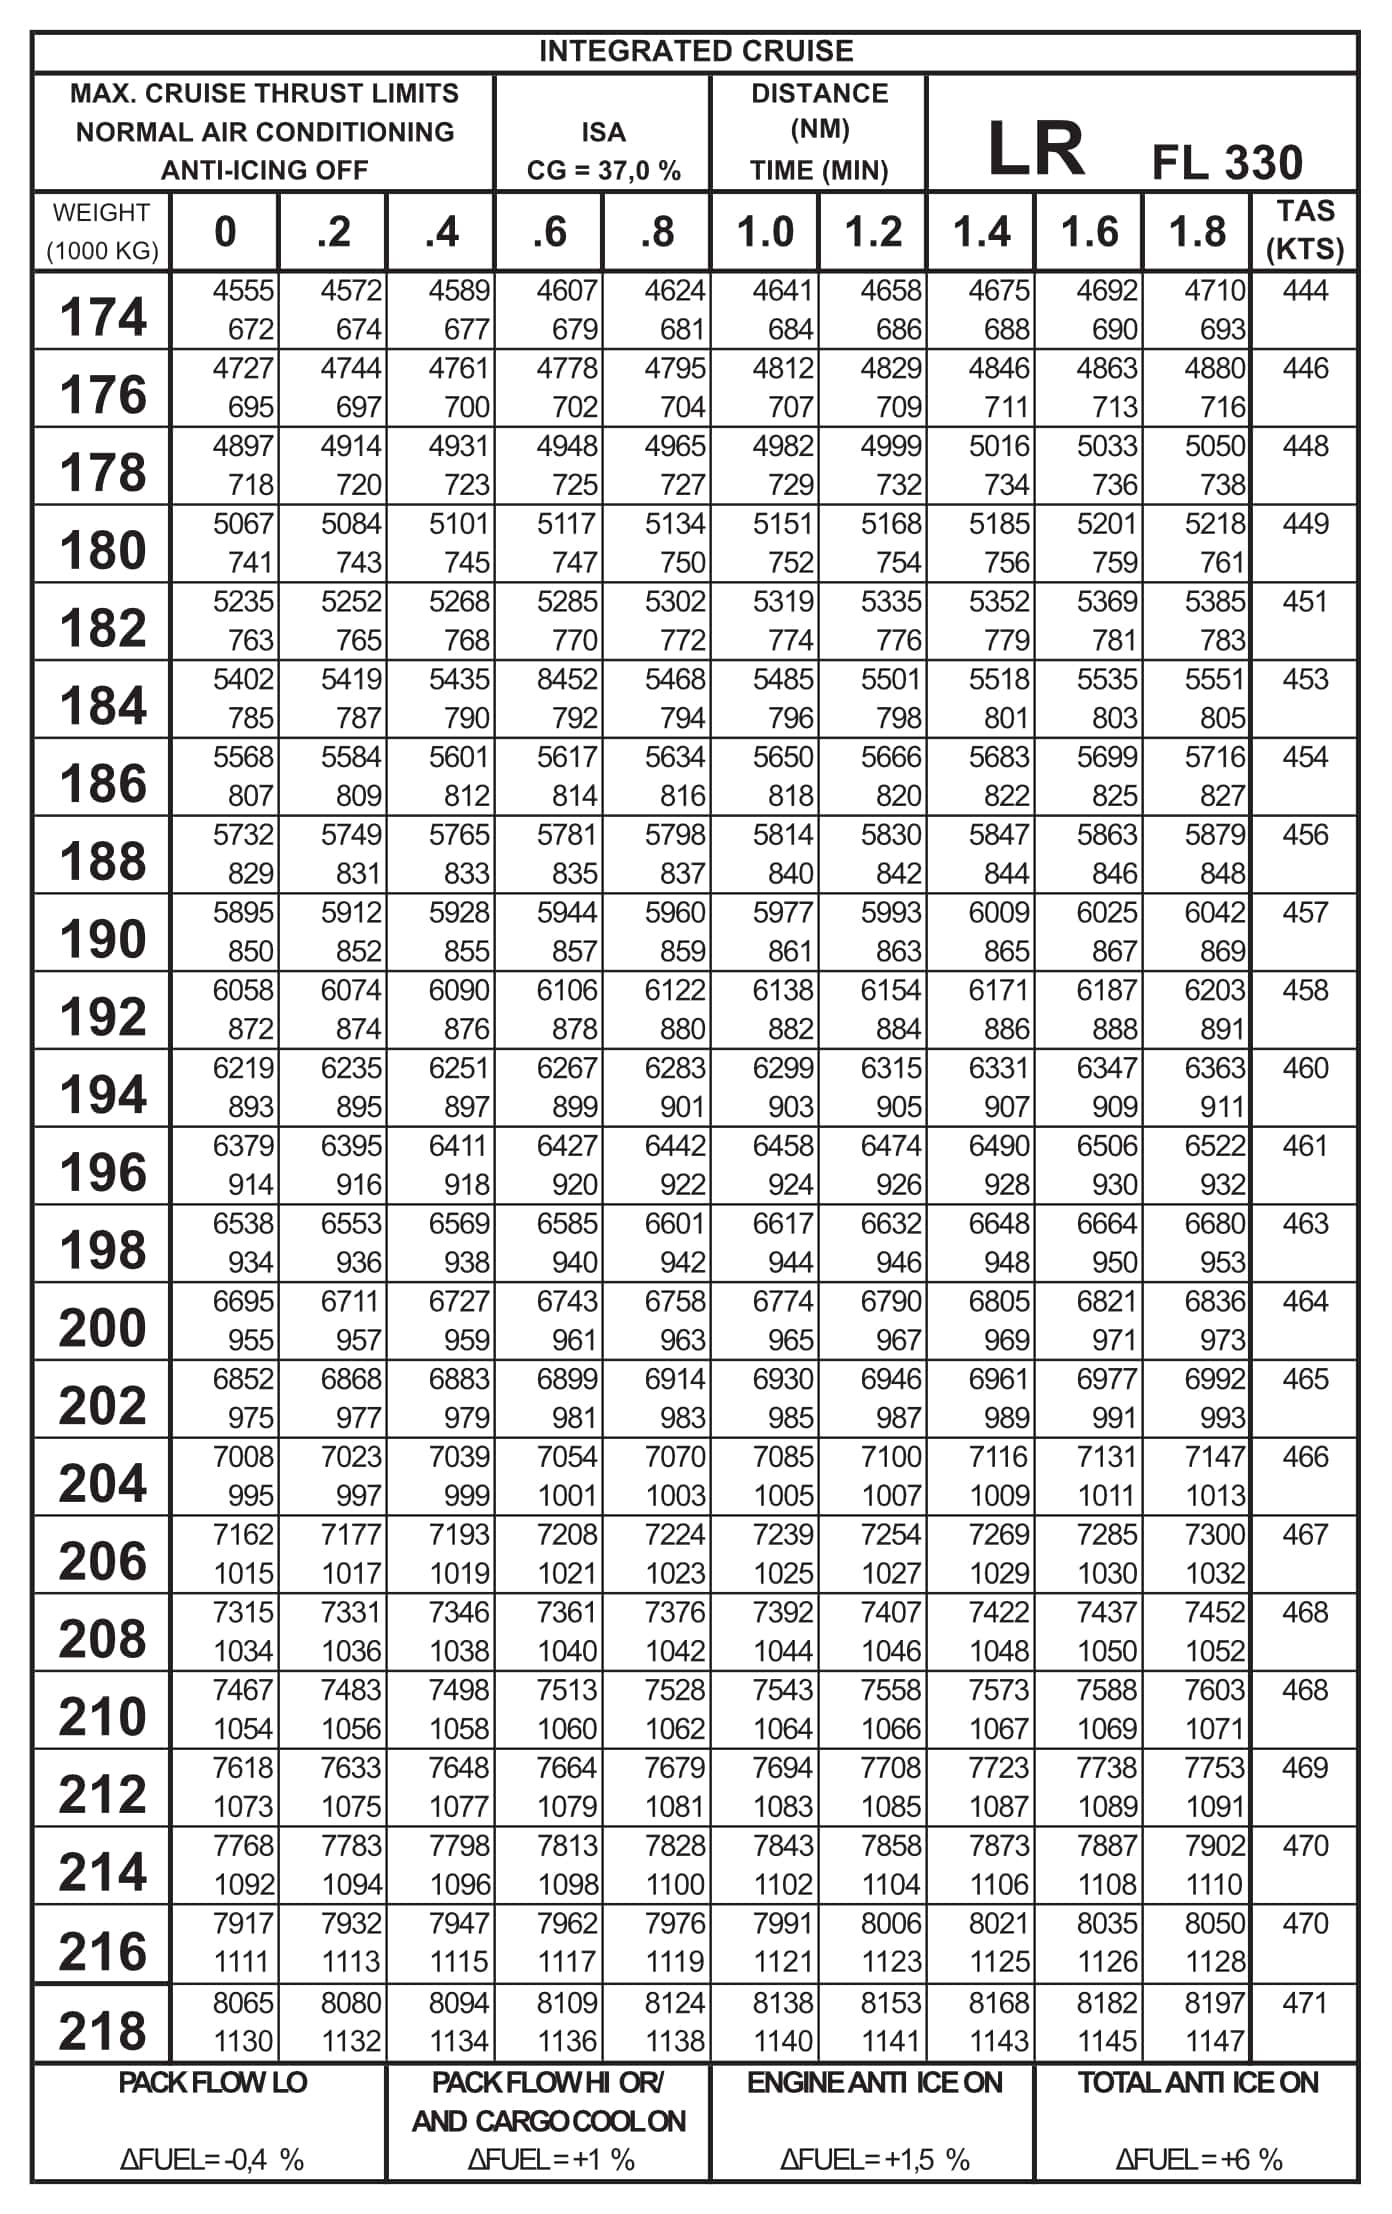 INTEGRATED CRUISE
MAX. CRUISE THRUST LIMITS
NORMAL AIR CONDITIONING
ANTI-ICING OFF
ISA
CG = 37,0 %
DISTANCE
(NM)
TIME (MIN)
LR FL 330
WEIGHT
(1000 KG)
0 .2 .4 .6 .8 1.0 1.2 1.4 1.6 1.8
TAS
(KTS)
174
4555 4572 4589 4607 4624 4641 4658 4675 4692 4710 444
672 674 677 679 681 684 686 688 690 693
176
4727 4744 4761 4778 4795 4812 4829 4846 4863 4880 446
695 697 700 702 704 707 709 711 713 716
178
4897 4914 4931 4948 4965 4982 4999 5016 5033 5050 448
718 720 723 725 727 729 732 734 736 738
180
5067 5084 5101 5117 5134 5151 5168 5185 5201 5218 449
741 743 745 747 750 752 754 756 759 761
182
5235 5252 5268 5285 5302 5319 5335 5352 5369 5385 451
763 765 768 770 772 774 776 779 781 783
184
5402 5419 5435 8452 5468 5485 5501 5518 5535 5551 453
785 787 790 792 794 796 798 801 803 805
186
5568 5584 5601 5617 5634 5650 5666 5683 5699 5716 454
807 809 812 814 816 818 820 822 825 827
188
5732 5749 5765 5781 5798 5814 5830 5847 5863 5879 456
829 831 833 835 837 840 842 844 846 848
190
5895 5912 5928 5944 5960 5977 5993 6009 6025 6042 457
850 852 855 857 859 861 863 865 867 869
192
6058 6074 6090 6106 6122 6138 6154 6171 6187 6203 458
872 874 876 878 880 882 884 886 888 891
194
6219 6235 6251 6267 6283 6299 6315 6331 6347 6363 460
893 895 897 899 901 903 905 907 909 911
196
6379 6395 6411 6427 6442 6458 6474 6490 6506 6522 461
914 916 918 920 922 924 926 928 930 932
198
6538 6553 6569 6585 6601 6617 6632 6648 6664 6680 463
934 936 938 940 942 944 946 948 950 953
200
6695 6711 6727 6743 6758 6774 6790 6805 6821 6836 464
955 957 959 961 963 965 967 969 971 973
202
6852 6868 6883 6899 6914 6930 6946 6961 6977 6992 465
975 977 979 981 983 985 987 989 991 993
204
7008 7023 7039 7054 7070 7085 7100 7116 7131 7147 466
995 997 999 1001 1003 1005 1007 1009 1011 1013
206
7162 7177 7193 7208 7224 7239 7254 7269 7285 7300 467
1015 1017 1019 1021 1023 1025 1027 1029 1030 1032
208
7315 7331 7346 7361 7376 7392 7407 7422 7437 7452 468
1034 1036 1038 1040 1042 1044 1046 1048 1050 1052
210
7467 7483 7498 7513 7528 7543 7558 7573 7588 7603 468
1054 1056 1058 1060 1062 1064 1066 1067 1069 1071
212
7618 7633 7648 7664 7679 7694 7708 7723 7738 7753 469
1073 1075 1077 1079 1081 1083 1085 1087 1089 1091
214
7768 7783 7798 7813 7828 7843 7858 7873 7887 7902 470
1092 1094 1096 1098 1100 1102 1104 1106 1108 1110
216
7917 7932 7947 7962 7976 7991 8006 8021 8035 8050 470
1111 1113 1115 1117 1119 1121 1123 1125 1126 1128
218
8065 8080 8094 8109 8124 8138 8153 8168 8182 8197 471
1130 1132 1134 1136 1138 1140 1141 1143 1145 1147
PACK FLOW LO
ΔFUEL= -0,4 %
PACK FLOW HI OR/
AND CARGO COOL ON
ΔFUEL = +1 %
ENGINE ANTI ICE ON
ΔFUEL= +1,5 %
TOTAL ANTI ICE ON
ΔFUEL = +6 %